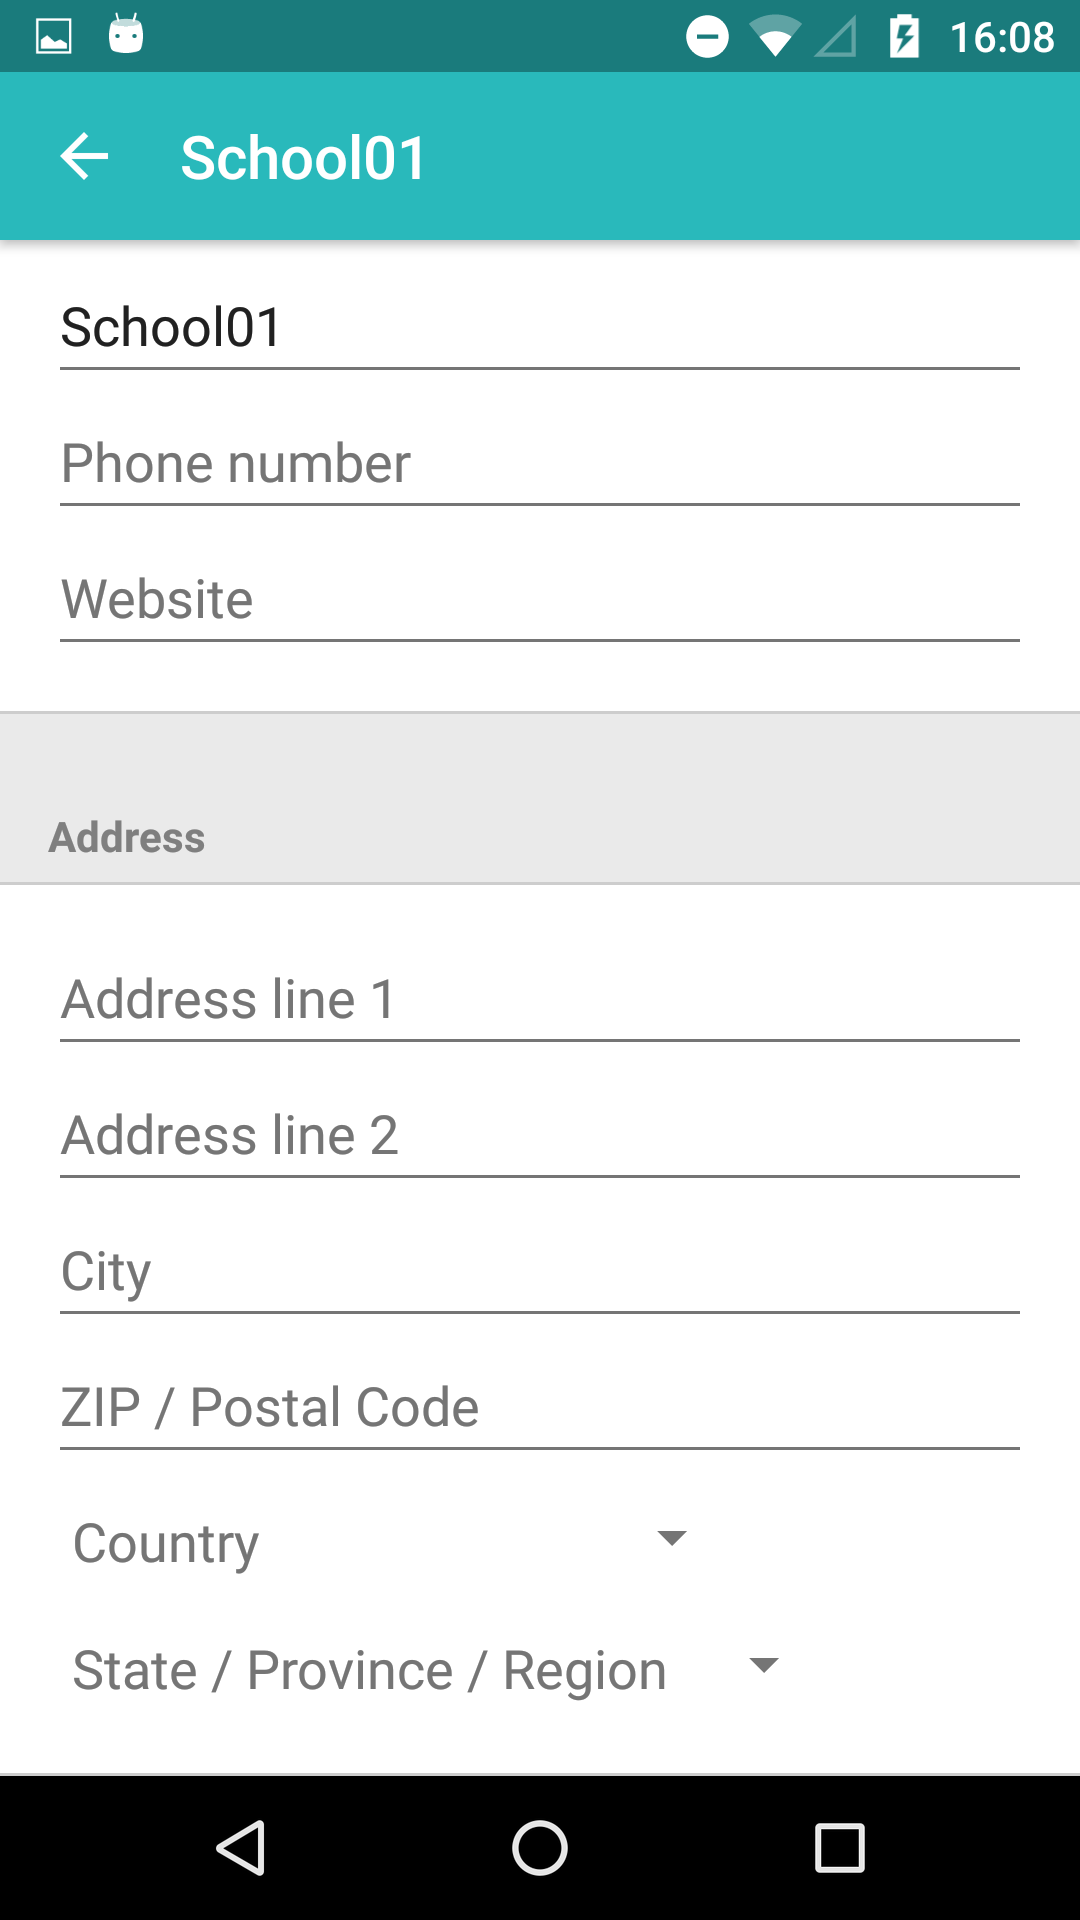 16:08
School01
School01
Phone number
Website
Address
Address line 1
Address line 2
City
ZIP / Postal Code
Country
State / Province / Region